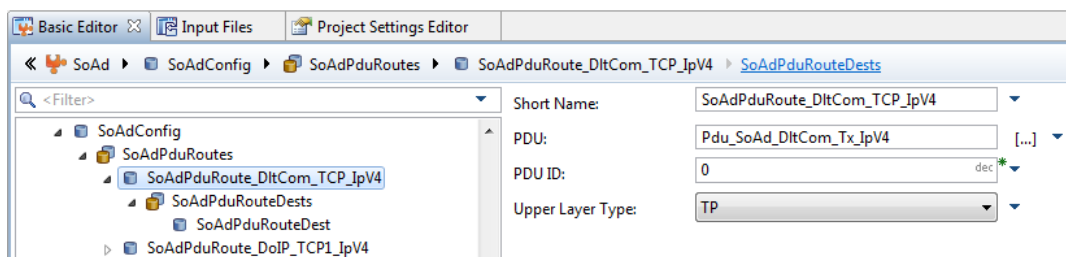 Basic Editor Input Files Project Settings Editor
SoAd SoAdConfig SoAdPduRoutes SoAdPduRoute_DltCom_TCP_IpV4 SoAdPduRouteDests
<Filter>
SoAdConfig
SoAdPduRoutes
SoAdPduRoute_DltCom_TCP_IpV4
SoAdPduRouteDests
SoAdPduRouteDest
SoAdPduRoute_DoIP_TCP1_IpV4
Short Name: SoAdPduRoute_DltCom_TCP_IpV4
PDU: Pdu_SoAd_DltCom_Tx_IpV4 [...]
PDU ID: 0 dec
Upper Layer Type: TP